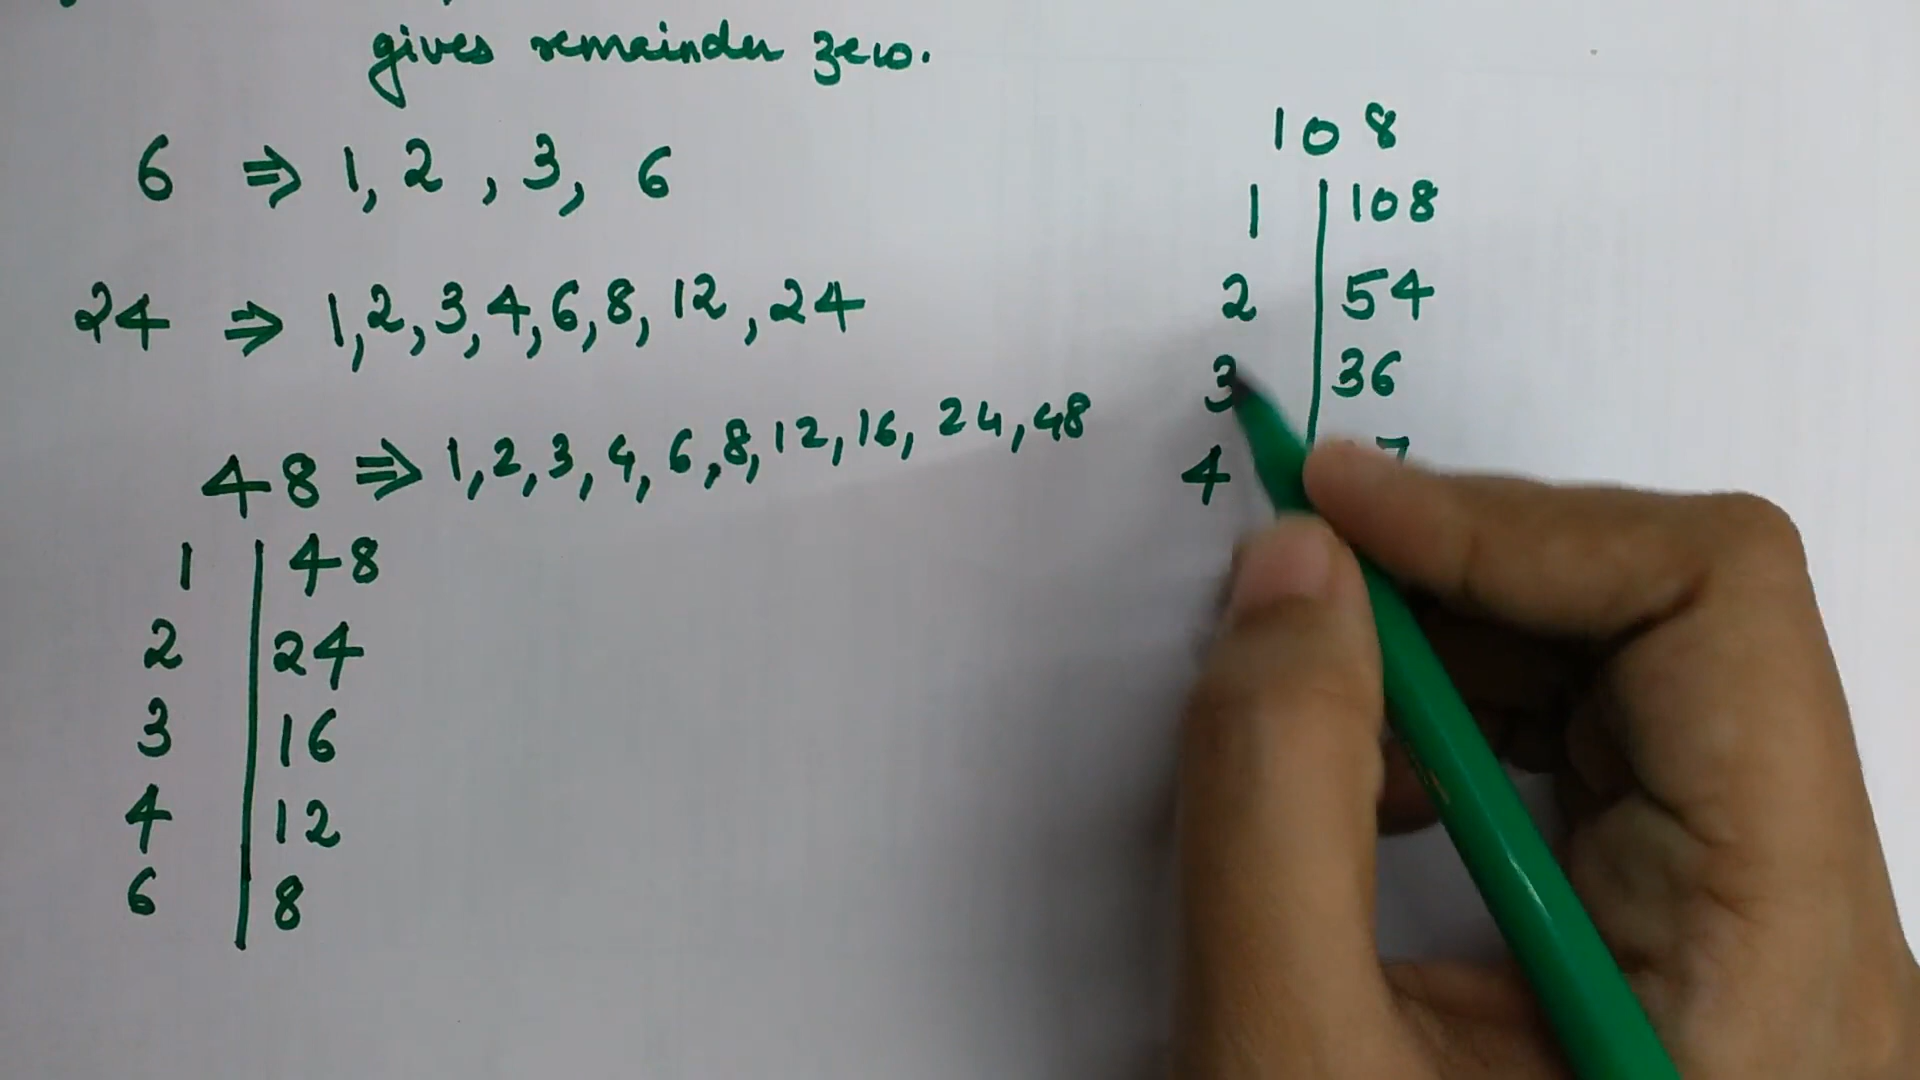 gives remainder zero.
6 ⇒ 1, 2, 3, 6
24 ⇒ 1,2,3,4,6,8,12,24
48 ⇒ 1,2,3,4,6,8,12,16,24,48
1 | 48
2 | 24
3 | 16
4 | 12
6 | 8
108
1 | 108
2 | 54
3 | 36
4